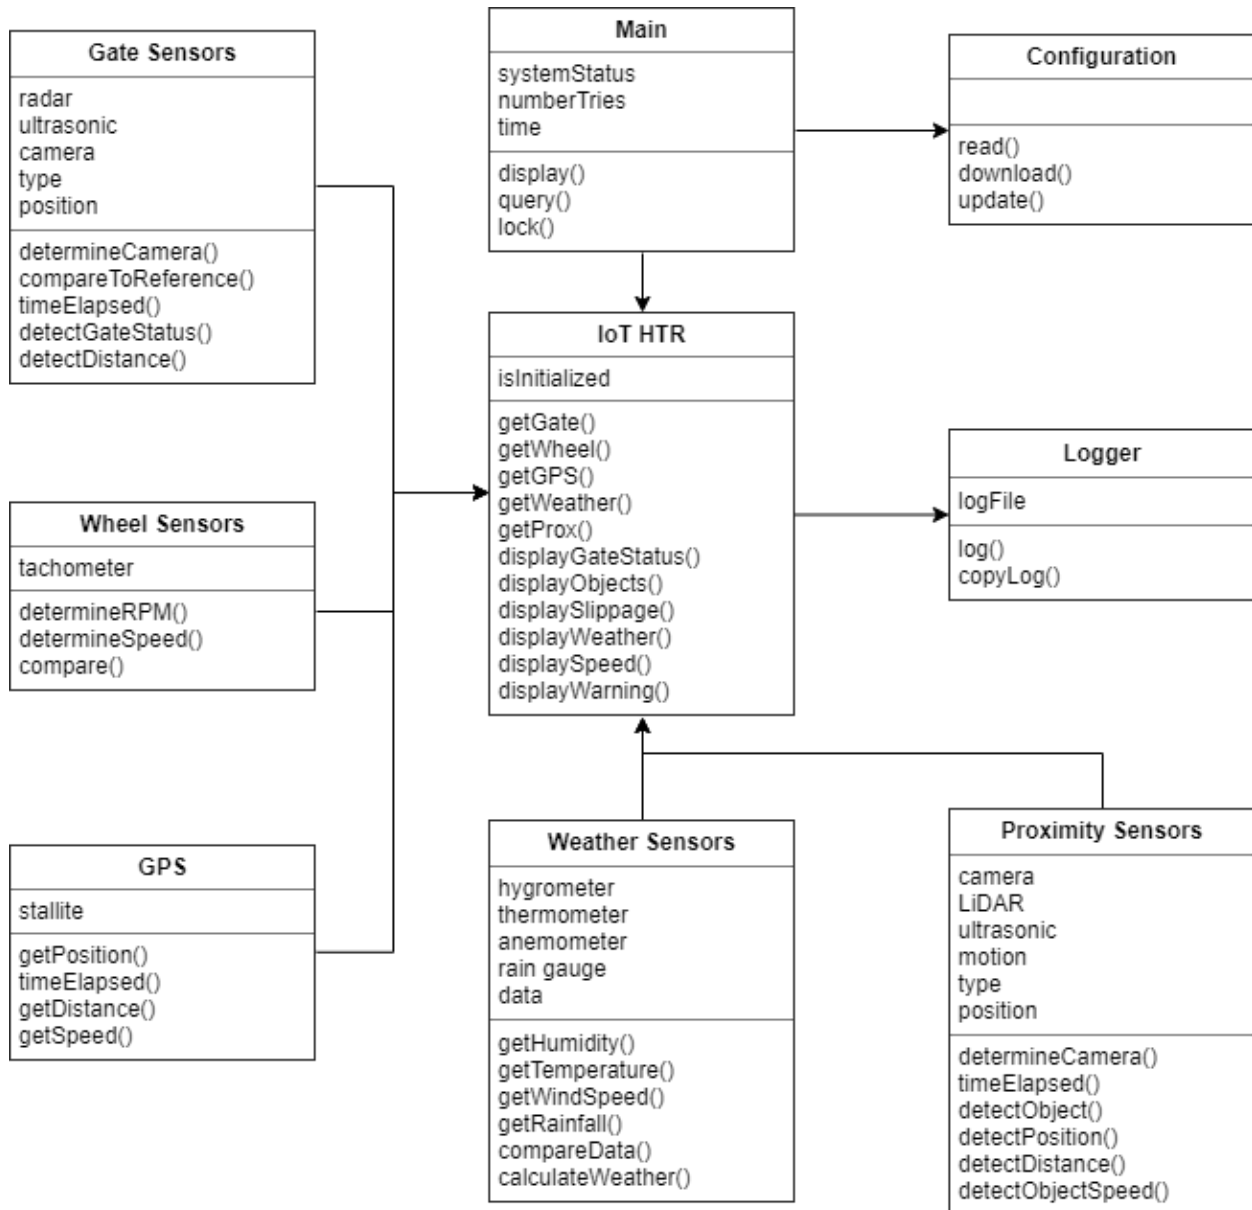 Gate Sensors
radar
ultrasonic
camera
type
position
determineCamera()
compareToReference()
timeElapsed()
detectGateStatus()
detectDistance()
Main
systemStatus
numberTries
time
display()
query()
lock()
Configuration
read()
download()
update()
IoT HTR
isInitialized
getGate()
getWheel()
getGPS()
getWeather()
getProx()
displayGateStatus()
displayObjects()
displaySlippage()
displayWeather()
displaySpeed()
displayWarning()
Logger
logFile
log()
copyLog()
Wheel Sensors
tachometer
determineRPM()
determineSpeed()
compare()
GPS
stallite
getPosition()
timeElapsed()
getDistance()
getSpeed()
Weather Sensors
hygrometer
thermometer
anemometer
rain gauge
data
getHumidity()
getTemperature()
getWindSpeed()
getRainfall()
compareData()
calculateWeather()
Proximity Sensors
camera
LiDAR
ultrasonic
motion
type
position
determineCamera()
timeElapsed()
detectObject()
detectPosition()
detectDistance()
detectObjectSpeed()